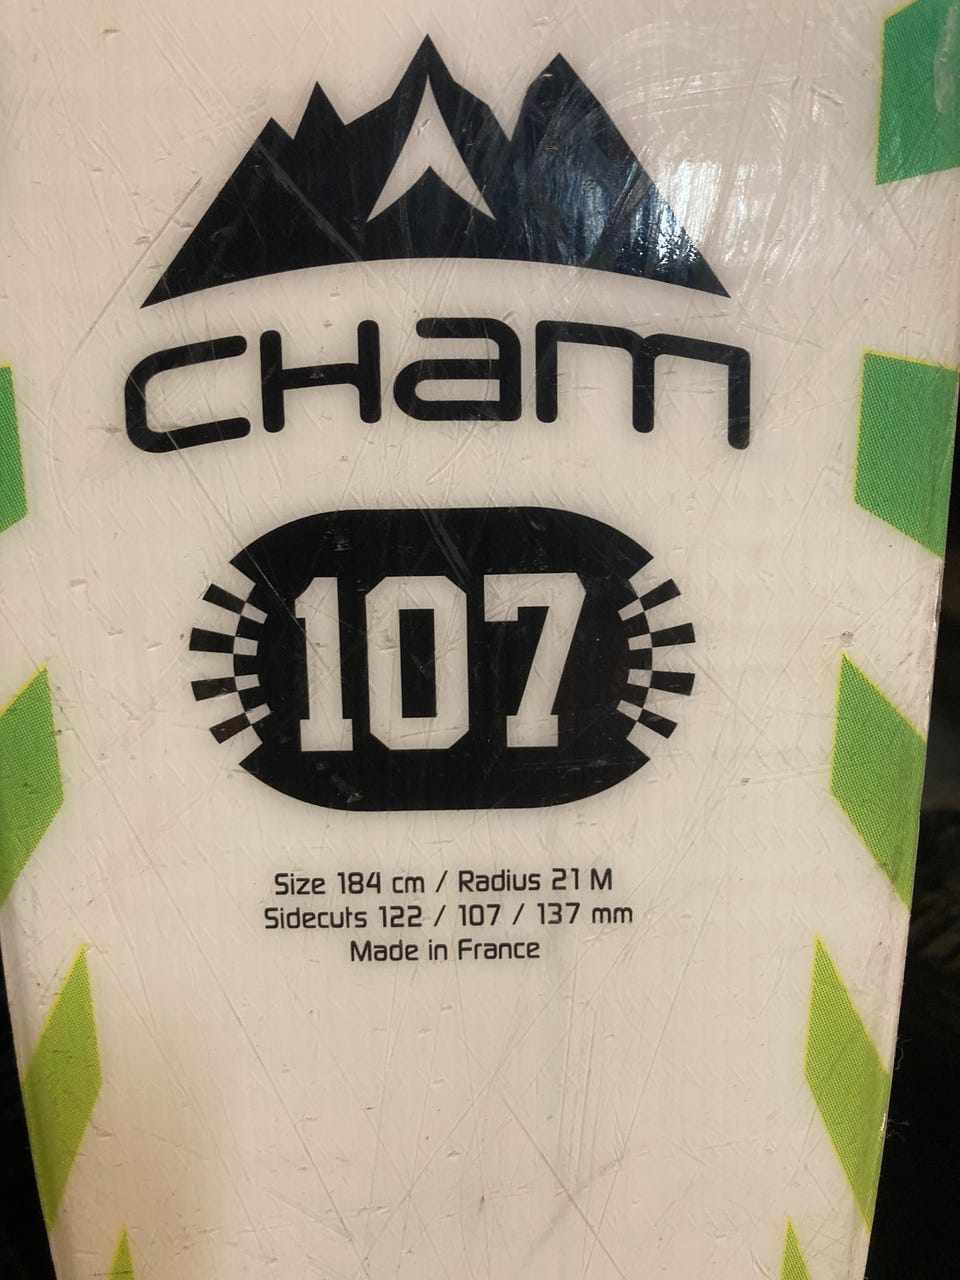 CHam
107
Size 184 cm / Radius 21 M
Sidecuts 122 / 107 / 137 mm
Made in France